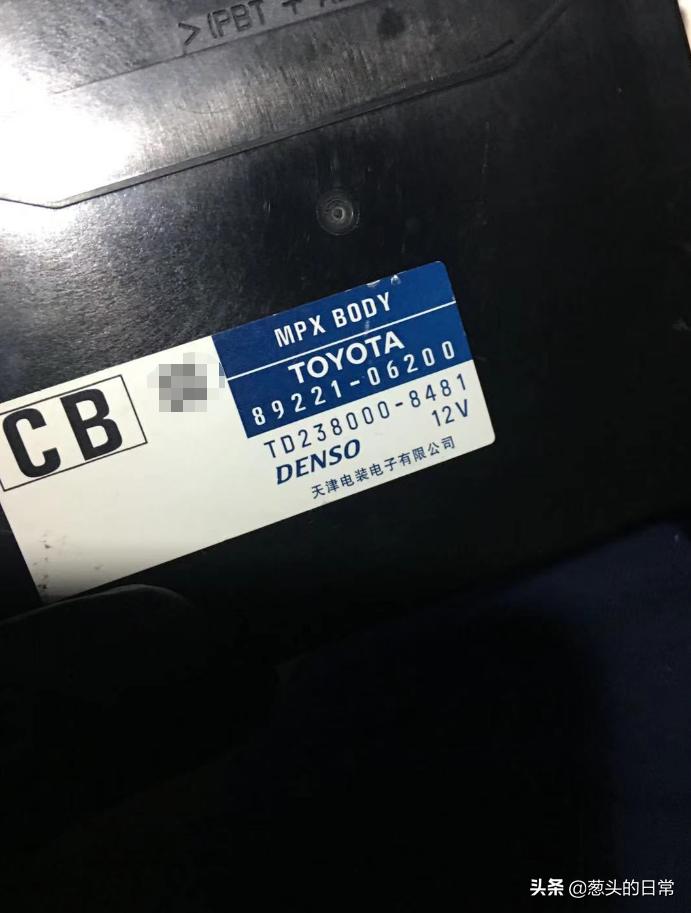 >(PBT +
MPX BODY
TOYOTA
89221-06200
CB
TD238000-8481
12V
DENSO
天津电装电子有限公司
头条 @葱头的日常